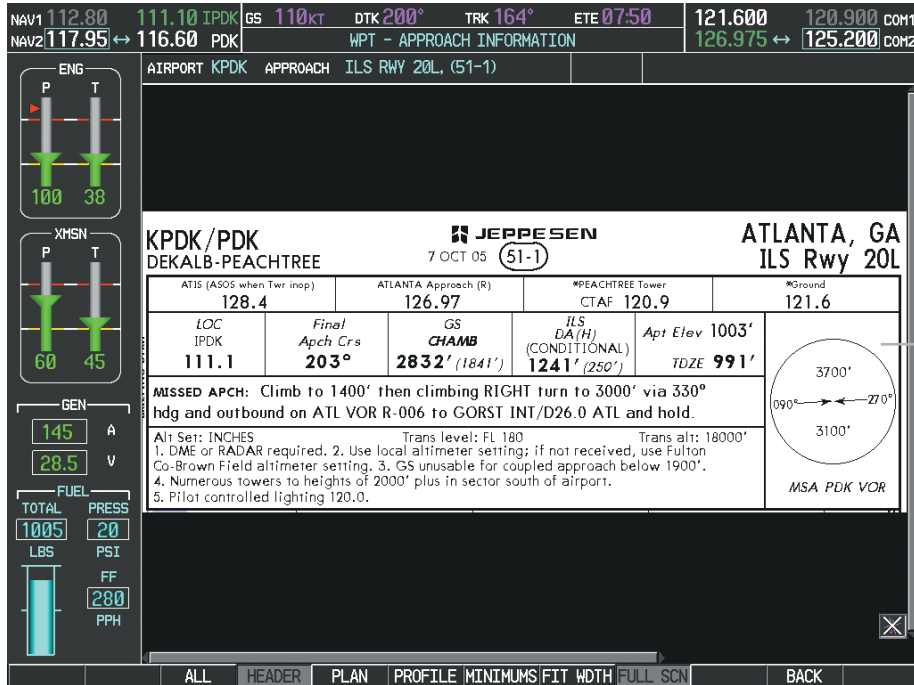 NAV1 112.80 111.10 IPDK GS 110KT DTK 200° TRK 164° ETE 07:50 121.600 120.900 COM1
NAV2 117.95 ↔ 116.60 PDK WPT - APPROACH INFORMATION 126.975 ↔ 125.200 COM2
AIRPORT KPDK APPROACH ILS RWY 20L, (51-1)
ENG
P T
100 38
XMSN
P T
60 45
GEN
145 A
28.5 V
FUEL
TOTAL PRESS
1005 20
LBS PSI
FF
280
PPH
KPDK/PDK JEPPESEN ATLANTA, GA
DEKALB-PEACHTREE 7 OCT 05 51-1 ILS Rwy 20L
ATIS (ASOS when Twr inop) ATLANTA Approach (R) *PEACHTREE Tower *Ground
128.4 126.97 CTAF 120.9 121.6
LOC
IPDK
111.1
Final
Apch Crs
203°
GS
CHAMB
2832' (1841')
ILS
DA(H)
(CONDITIONAL)
1241' (250')
Apt Elev 1003'
TDZE 991'
MISSED APCH: Climb to 1400' then climbing RIGHT turn to 3000' via 330°
hdg and outbound on ATL VOR R-006 to GORST INT/D26.0 ATL and hold.
Alt Set: INCHES Trans level: FL 180 Trans alt: 18000'
1. DME or RADAR required. 2. Use local altimeter setting; if not received, use Fulton
Co-Brown Field altimeter setting. 3. GS unusable for coupled approach below 1900'.
4. Numerous towers to heights of 2000' plus in sector south of airport.
5. Pilot controlled lighting 120.0.
3700'
090° 270°
3100'
MSA PDK VOR
ALL HEADER PLAN PROFILE MINIMUMS FIT WDTH FULL SCN BACK